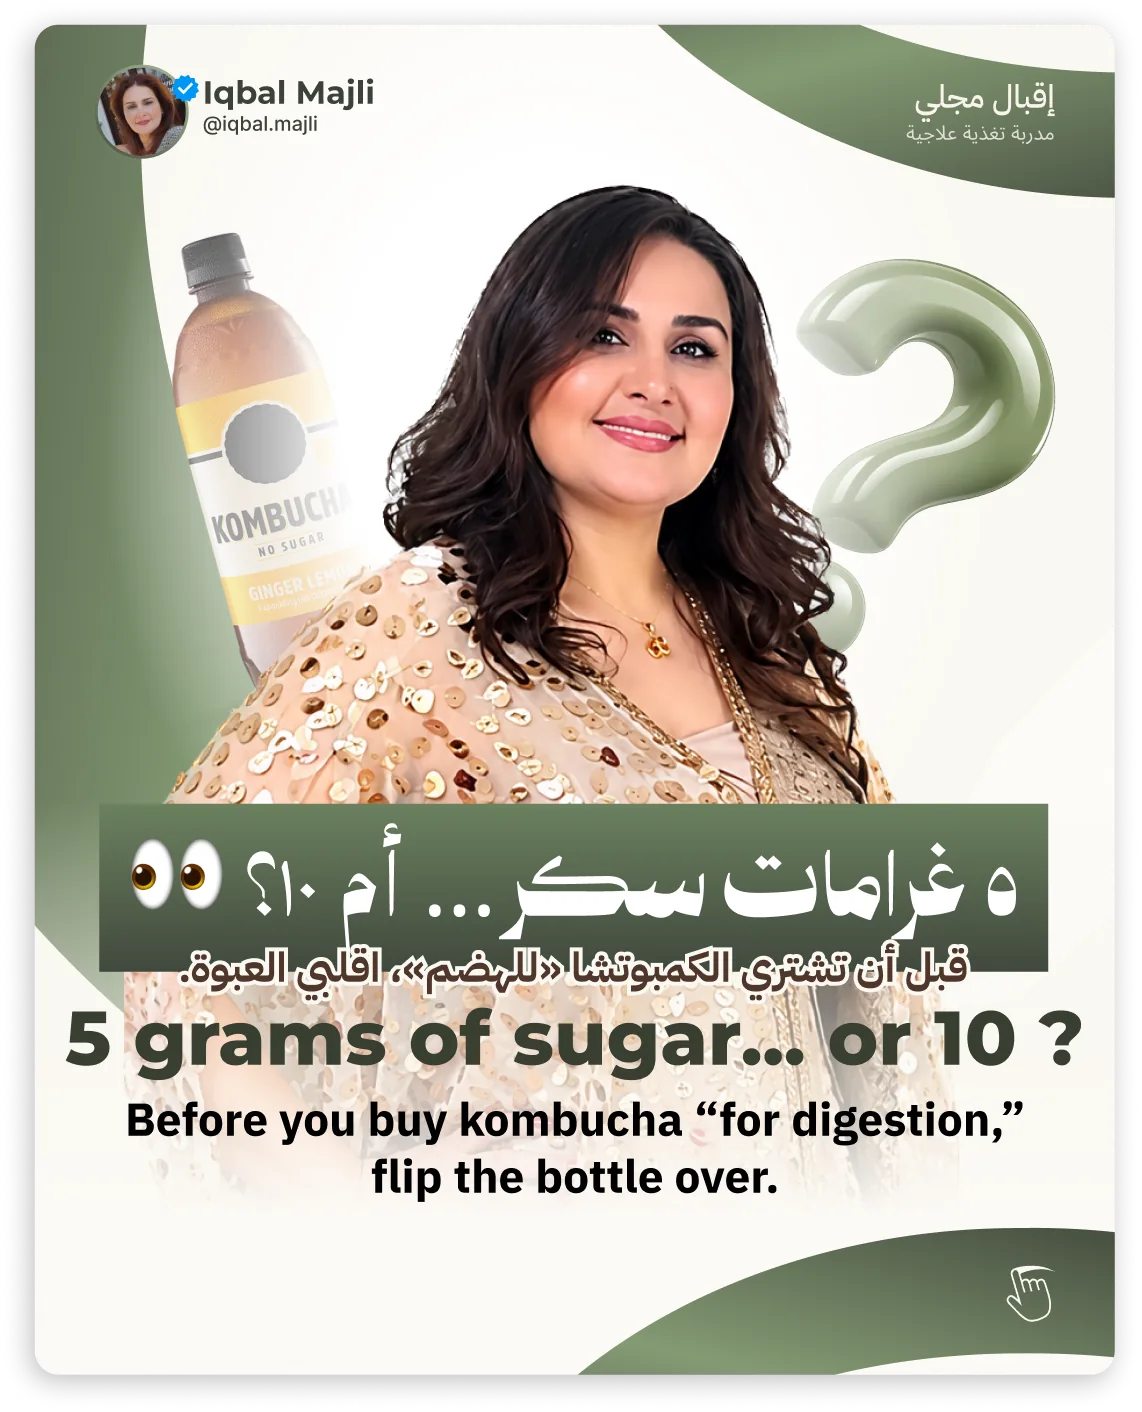 Iqbal Majli
@iqbal.majli
إقبال مجلي
مدربة تغذية علاجية
KOMBUCHA
NO SUGAR
GINGER
٥ غرامات سكر... أم ١٠؟ 👀
قبل أن تشتري الكمبوتشا «للهضم»، اقلبي العبوة.
5 grams of sugar... or 10 ?
Before you buy kombucha “for digestion,”
flip the bottle over.